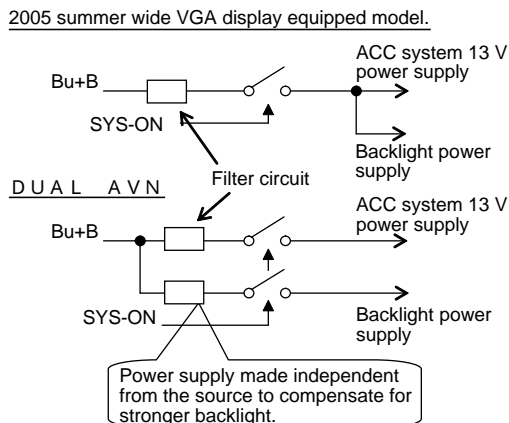 2005 summer wide VGA display equipped model.
ACC system 13 V
power supply
Bu+B
SYS-ON
Backlight power
supply
Filter circuit
DUAL AVN
ACC system 13 V
power supply
Bu+B
SYS-ON
Backlight power
supply
Power supply made independent
from the source to compensate for
stronger backlight.